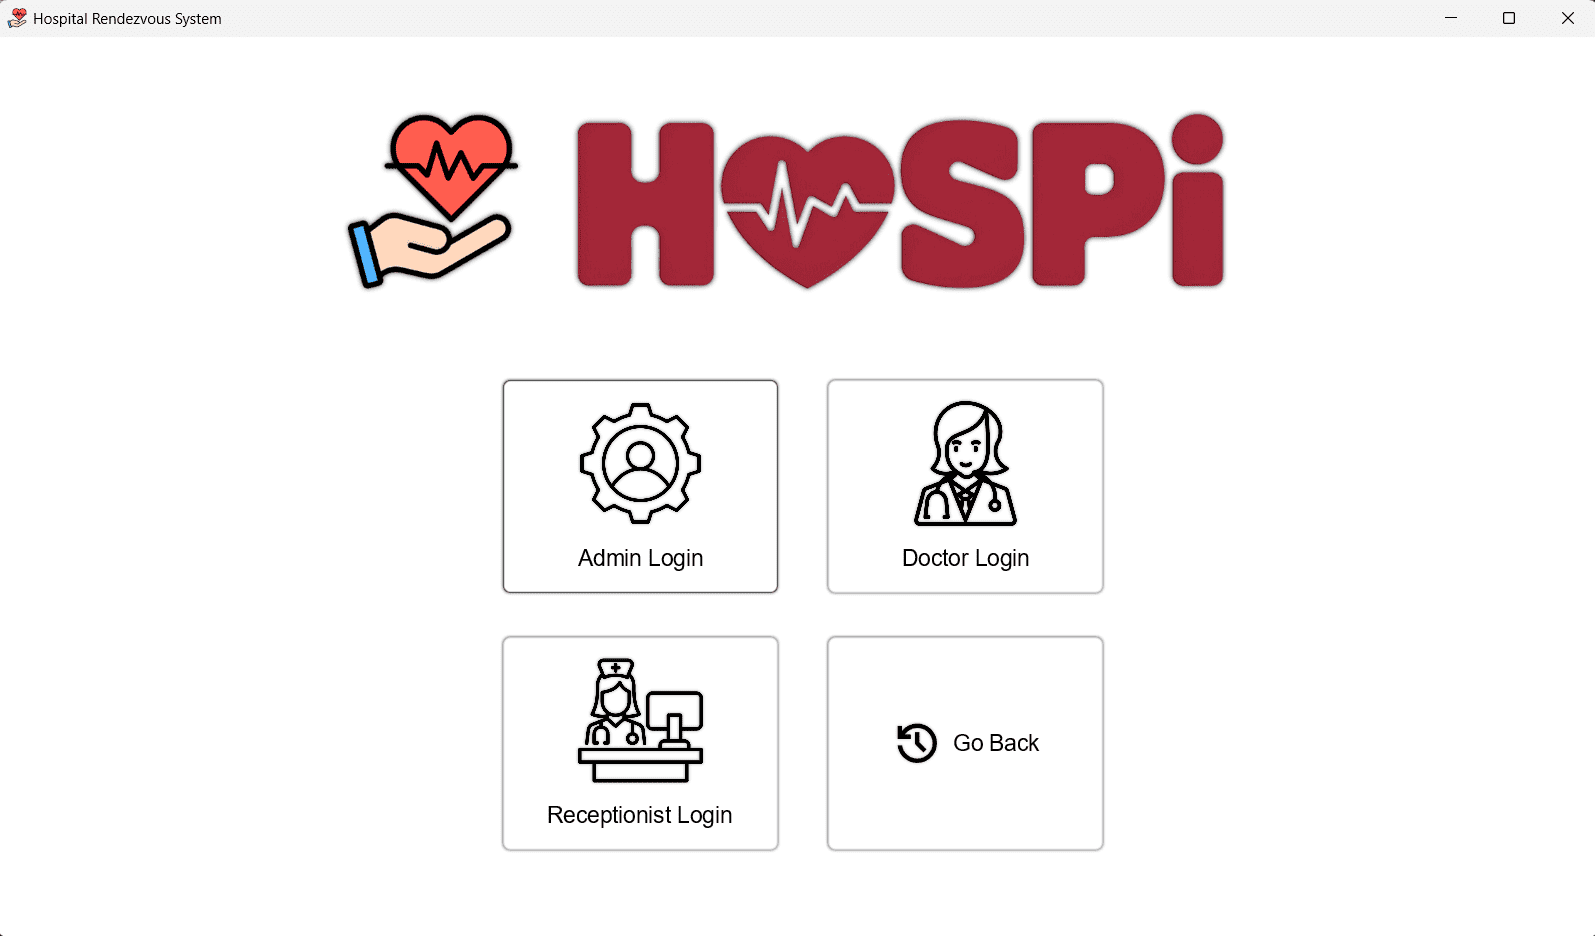 Hospital Rendezvous System
HOSPi
Admin Login
Doctor Login
Receptionist Login
Go Back